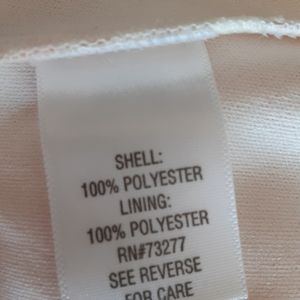 SHELL:
100% POLYESTER
LINING:
100% POLYESTER
RN#73277
SEE REVERSE
FOR CARE